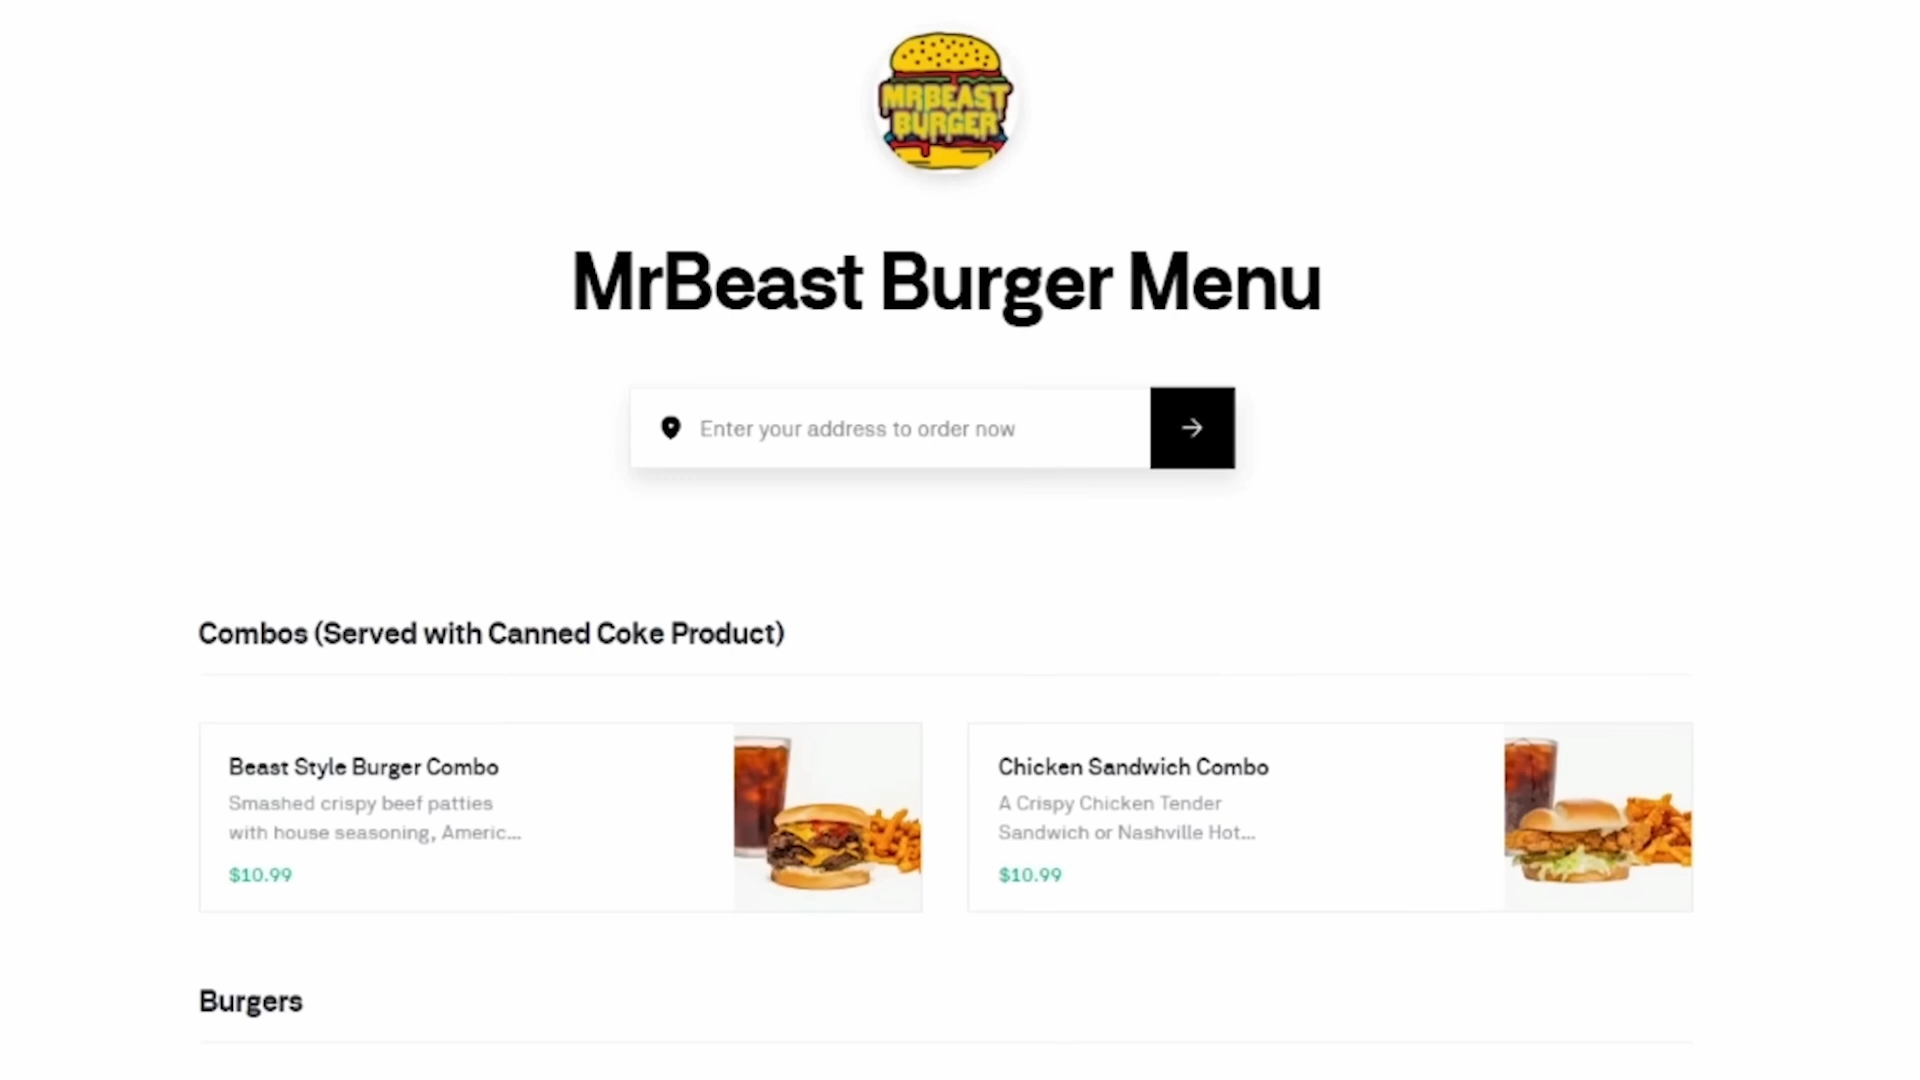 MRBEAST
BURGER
MrBeast Burger Menu
Enter your address to order now
Combos (Served with Canned Coke Product)
Beast Style Burger Combo
Smashed crispy beef patties
with house seasoning, Americ...
$10.99
Chicken Sandwich Combo
A Crispy Chicken Tender
Sandwich or Nashville Hot...
$10.99
Burgers